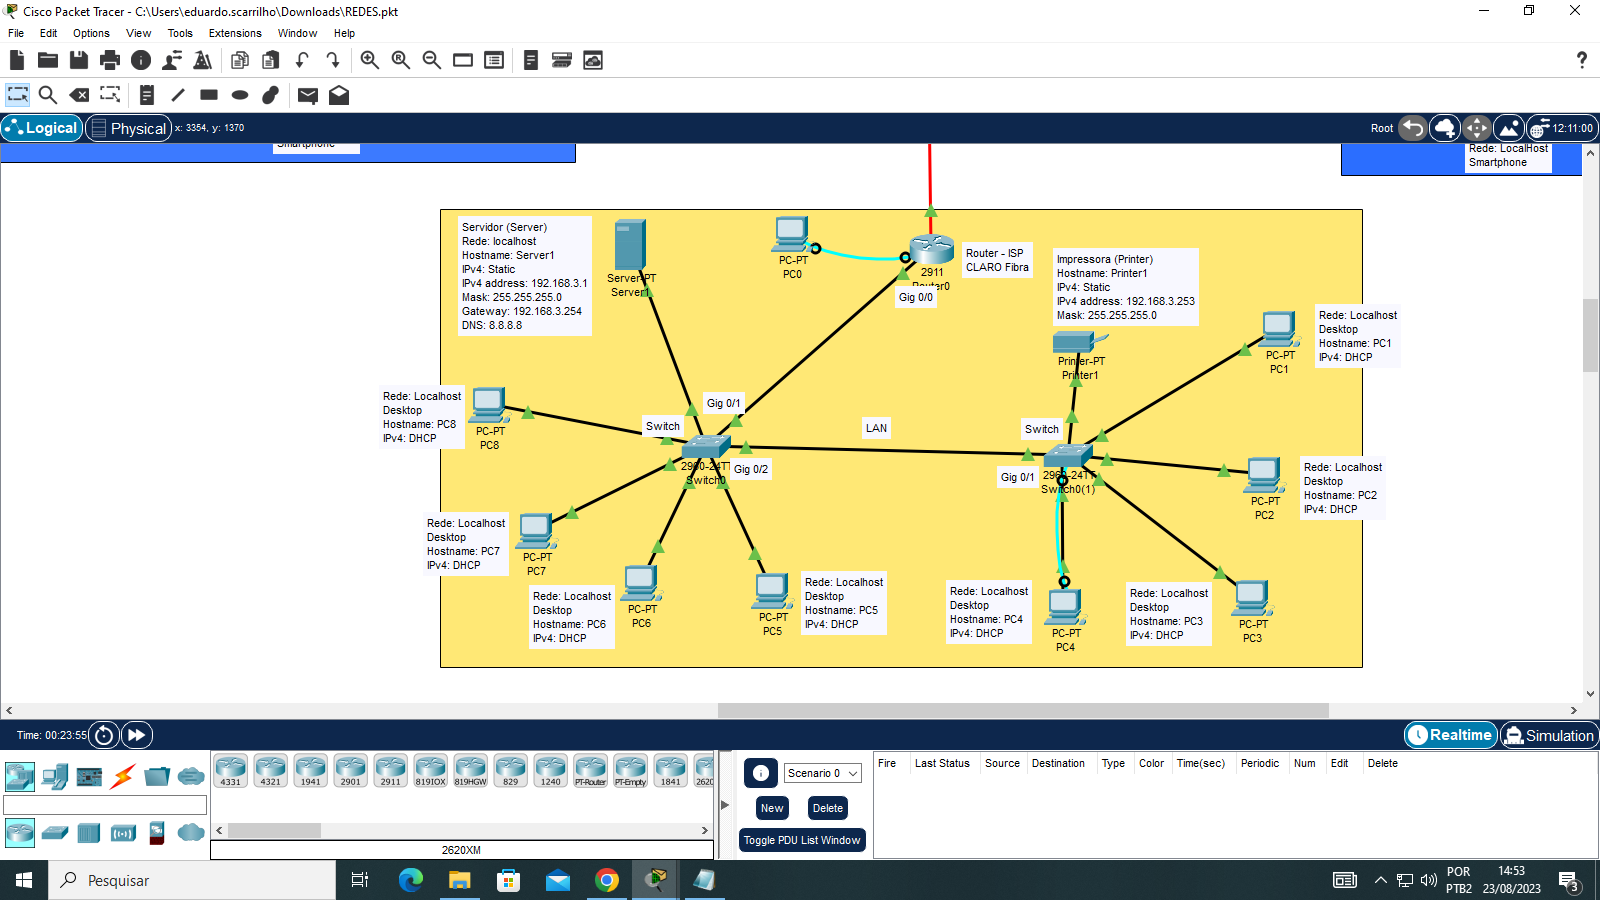 Cisco Packet Tracer - C:\Users\eduardo.scarrilho\Downloads\REDES.pkt
File Edit Options View Tools Extensions Window Help
Logical Physical x: 3354, y: 1370 Root 12:11:00
Smartphone
Rede: LocalHost
Smartphone
Servidor (Server)
Rede: localhost
Hostname: Server1
IPv4: Static
IPv4 address: 192.168.3.1
Mask: 255.255.255.0
Gateway: 192.168.3.254
DNS: 8.8.8.8
Server-PT
Server1
PC-PT
PC0
2911
Router0
Gig 0/0
Router - ISP
CLARO Fibra
Impressora (Printer)
Hostname: Printer1
IPv4: Static
IPv4 address: 192.168.3.253
Mask: 255.255.255.0
Printer-PT
Printer1
PC-PT
PC1
Rede: Localhost
Desktop
Hostname: PC1
IPv4: DHCP
Rede: Localhost
Desktop
Hostname: PC8
IPv4: DHCP
PC-PT
PC8
Switch
Gig 0/1
2960-24TT
Switch0
Gig 0/2
LAN
Switch
Gig 0/1
2960-24TT
Switch0(1)
PC-PT
PC2
Rede: Localhost
Desktop
Hostname: PC2
IPv4: DHCP
Rede: Localhost
Desktop
Hostname: PC7
IPv4: DHCP
PC-PT
PC7
Rede: Localhost
Desktop
Hostname: PC6
IPv4: DHCP
PC-PT
PC6
PC-PT
PC5
Rede: Localhost
Desktop
Hostname: PC5
IPv4: DHCP
Rede: Localhost
Desktop
Hostname: PC4
IPv4: DHCP
PC-PT
PC4
Rede: Localhost
Desktop
Hostname: PC3
IPv4: DHCP
PC-PT
PC3
Time: 00:23:55 Realtime Simulation
4331 4321 1941 2901 2911 819IOX 819HGW 829 1240 PT-Router PT-Empty 1841 2620
2620XM
Scenario 0
New Delete
Toggle PDU List Window
Fire Last Status Source Destination Type Color Time(sec) Periodic Num Edit Delete
Pesquisar
POR
PTB2
14:53
23/08/2023
3